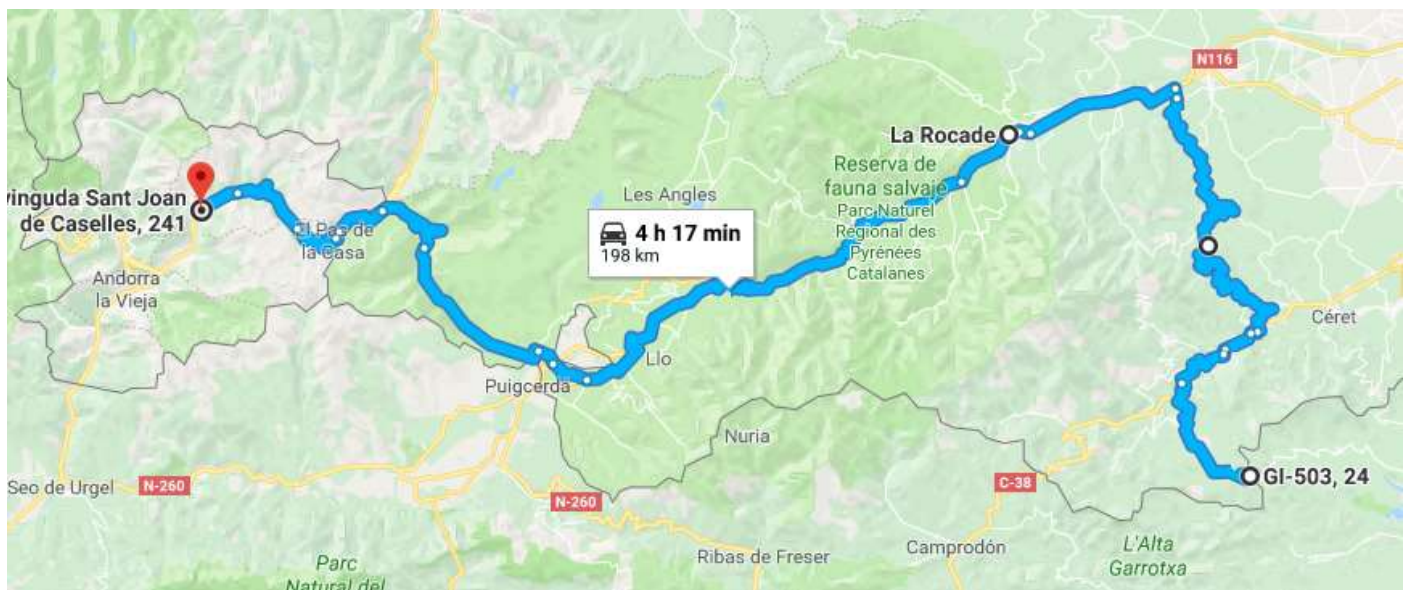 N116
La Rocade
Reserva de
fauna salvaje
Parc Naturel
Régional des
Pyrénées
Catalanes
Les Angles
4 h 17 min
198 km
vinguda Sant Joan
de Caselles, 241
El Pas de
la Casa
Andorra
la Vieja
Céret
Llo
Puigcerdá
Nuria
GI-503, 24
Seo de Urgel
N-260
N-260
C-38
Ribas de Freser
Camprodón
L'Alta
Garrotxa
Parc
Natural del